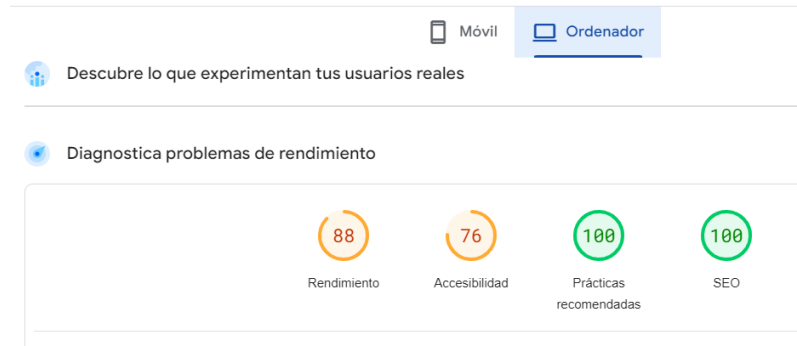 Móvil
Ordenador
Descubre lo que experimentan tus usuarios reales
Diagnostica problemas de rendimiento
88
76
100
100
Rendimiento
Accesibilidad
Prácticas
recomendadas
SEO